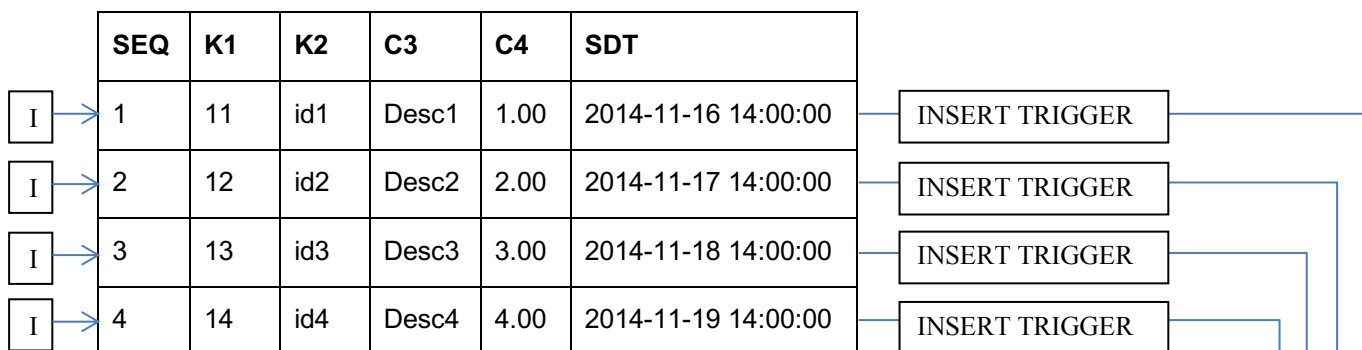 SEQ K1 K2 C3 C4 SDT
I 1 11 id1 Desc1 1.00 2014-11-16 14:00:00 INSERT TRIGGER
I 2 12 id2 Desc2 2.00 2014-11-17 14:00:00 INSERT TRIGGER
I 3 13 id3 Desc3 3.00 2014-11-18 14:00:00 INSERT TRIGGER
I 4 14 id4 Desc4 4.00 2014-11-19 14:00:00 INSERT TRIGGER